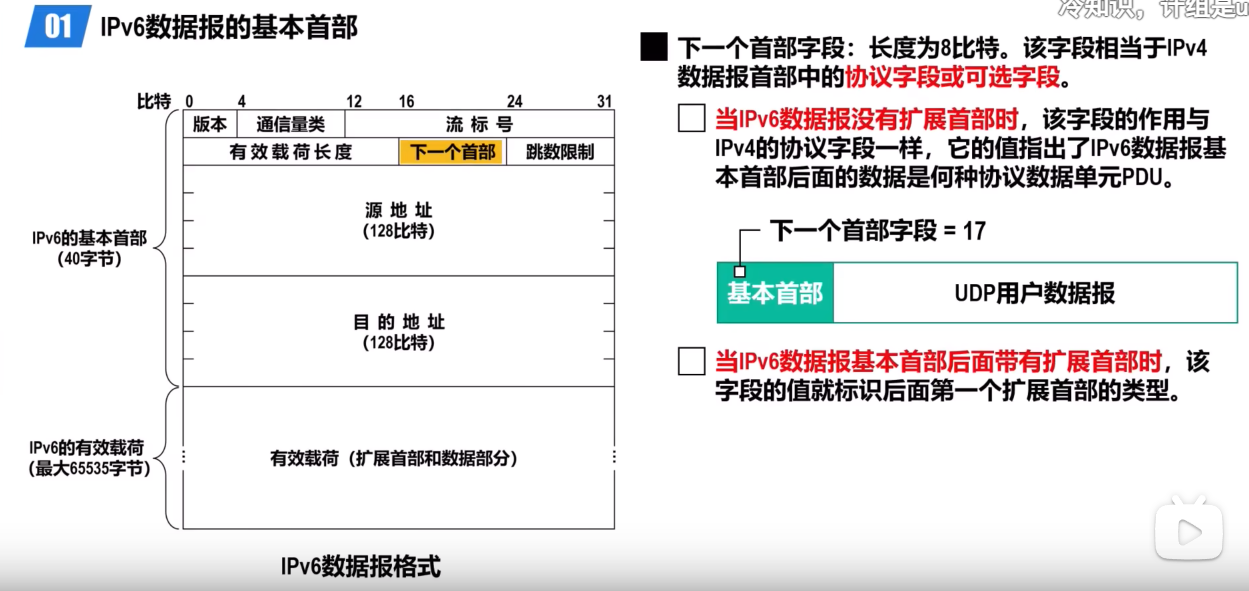 冷知识，计组是u
01 IPv6数据报的基本首部
比特 0 4 12 16 24 31
版本 通信量类 流标号
有效载荷长度 下一个首部 跳数限制
源地址
(128比特)
目的地址
(128比特)
IPv6的基本首部
(40字节)
IPv6的有效载荷
(最大65535字节)
有效载荷（扩展首部和数据部分）
IPv6数据报格式
下一个首部字段：长度为8比特。该字段相当于IPv4
数据报首部中的协议字段或可选字段。
当IPv6数据报没有扩展首部时，该字段的作用与
IPv4的协议字段一样，它的值指出了IPv6数据报基
本首部后面的数据是何种协议数据单元PDU。
下一个首部字段 = 17
基本首部 UDP用户数据报
当IPv6数据报基本首部后面带有扩展首部时，该
字段的值就标识后面第一个扩展首部的类型。